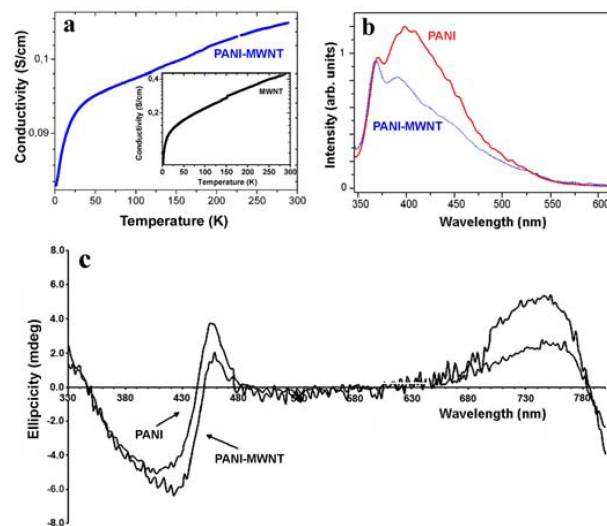 a
Conductivity (S/cm)
0,1
0,09
PANI-MWNT
Conductivity (S/cm)
0,4
0,2
MWNT
0 50 100 150 200 250 300
Temperature (K)
0 50 100 150 200 250 300
Temperature (K)
b
Intensity (arb. units)
1
0
PANI
PANI-MWNT
350 400 450 500 550 600
Wavelength (nm)
c
Ellipcicity (mdeg)
8.0
6.0
4.0
2.0
0.0
-2.0
-4.0
-6.0
-8.0
330 380 430 480 530 580 630 680 730 780
Wavelength (nm)
PANI
PANI-MWNT